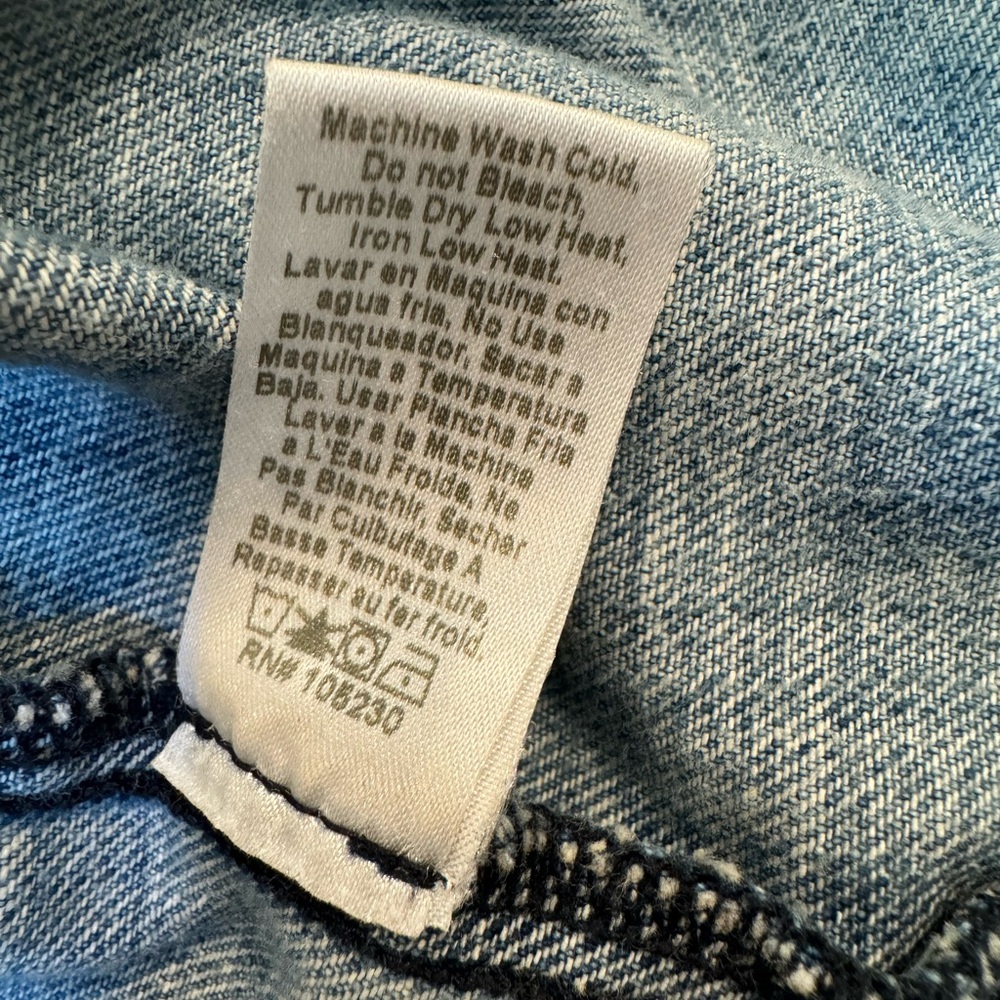 Machine Wash Cold,
Do not Bleach,
Tumble Dry Low Heat,
Iron Low Heat.
Lavar en Maquina con
agua fria, No Usa
Blanqueador, Secar a
Maquina a Temperatura
Baja. Usar Plancha Fria
Laver a la Machine
a L'Eau Froide, Ne
Pas Blanchir, Secher
Par Culbutage A
Basse Temperature,
Repasser au fer froid.
RN# 108230